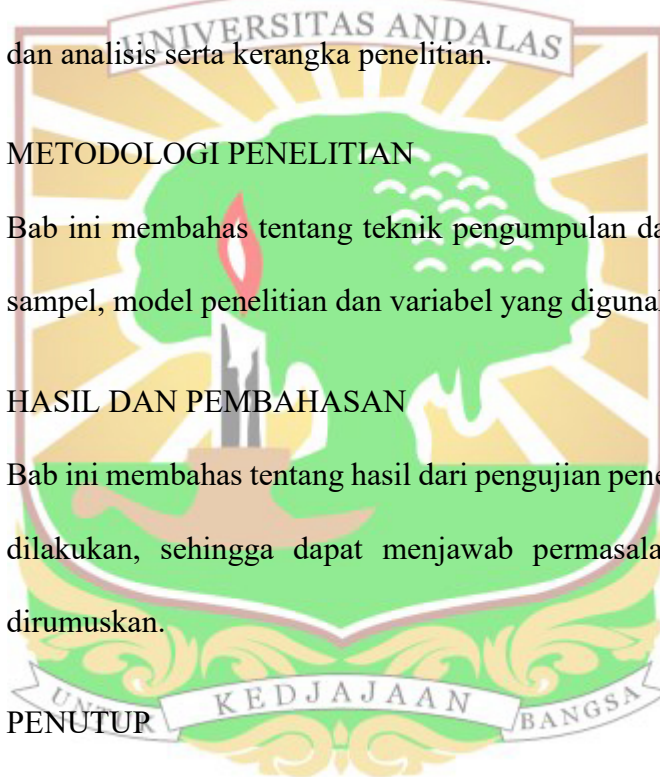 UNIVERSITAS ANDALAS
dan analisis serta kerangka penelitian.
METODOLOGI PENELITIAN
Bab ini membahas tentang teknik pengumpulan da
sampel, model penelitian dan variabel yang diguna
HASIL DAN PEMBAHASAN
Bab ini membahas tentang hasil dari pengujian pene
dilakukan, sehingga dapat menjawab permasala
dirumuskan.
UNTUK KEDJAJAAN BANGSA
PENUTUP